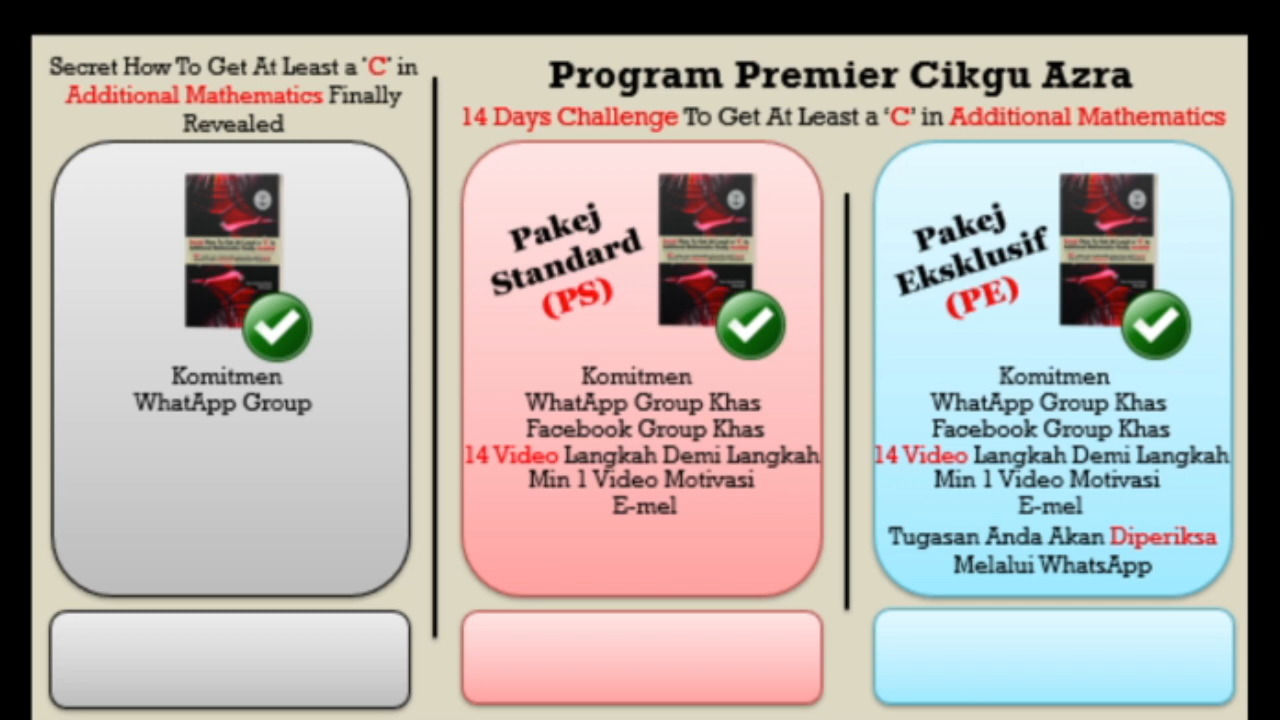 Secret How To Get At Least a 'C' in
Additional Mathematics Finally
Revealed
Komitmen
WhatApp Group
Program Premier Cikgu Azra
14 Days Challenge To Get At Least a 'C' in Additional Mathematics
Pakej
Standard
(PS)
Komitmen
WhatApp Group Khas
Facebook Group Khas
14 Video Langkah Demi Langkah
Min 1 Video Motivasi
E-mel
Pakej
Eksklusif
(PE)
Komitmen
WhatApp Group Khas
Facebook Group Khas
14 Video Langkah Demi Langkah
Min 1 Video Motivasi
E-mel
Tugasan Anda Akan Diperiksa
Melalui WhatsApp